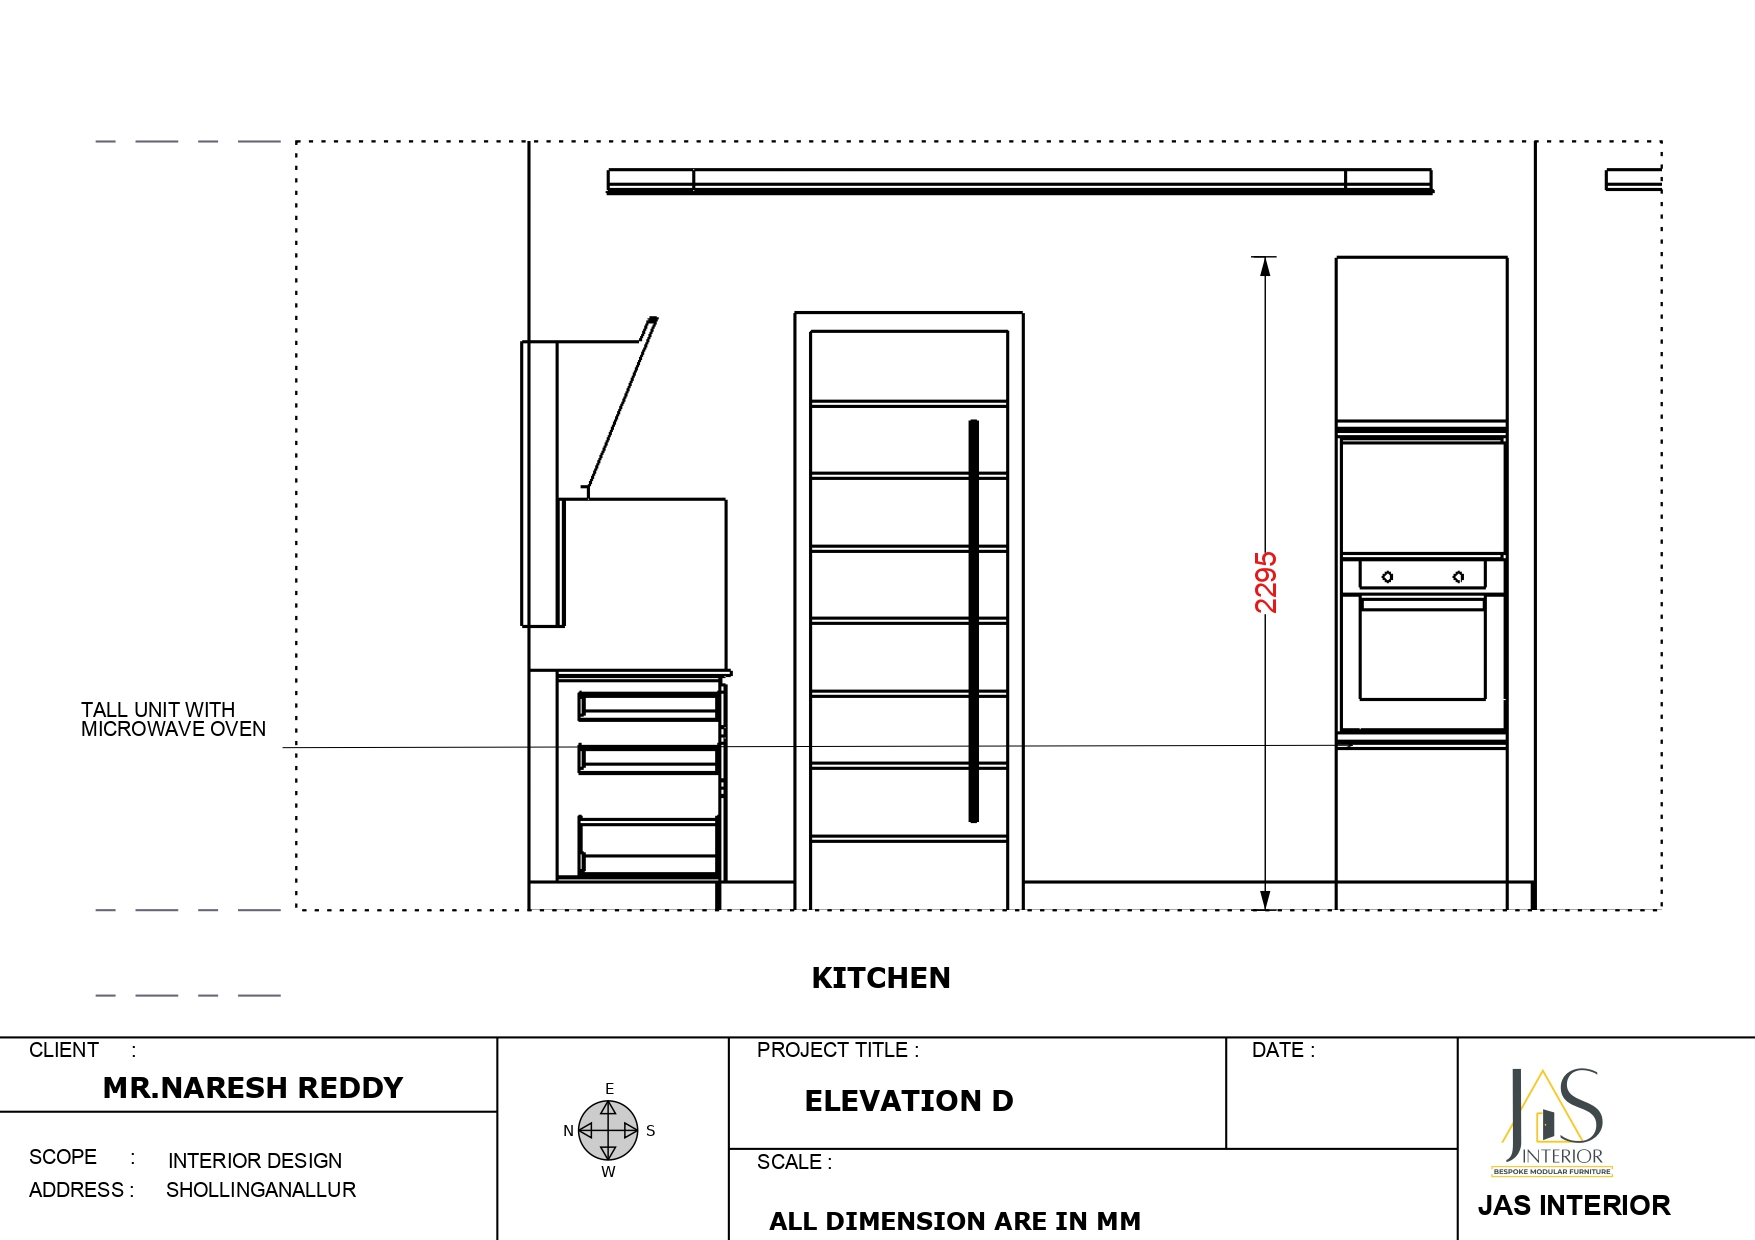 2295
TALL UNIT WITH
MICROWAVE OVEN
KITCHEN
CLIENT :
MR.NARESH REDDY
SCOPE : INTERIOR DESIGN
ADDRESS : SHOLLINGANALLUR
E
N S
W
PROJECT TITLE :
ELEVATION D
DATE :
SCALE :
ALL DIMENSION ARE IN MM
JAS
INTERIOR
BESPOKE MODULAR FURNITURE
JAS INTERIOR